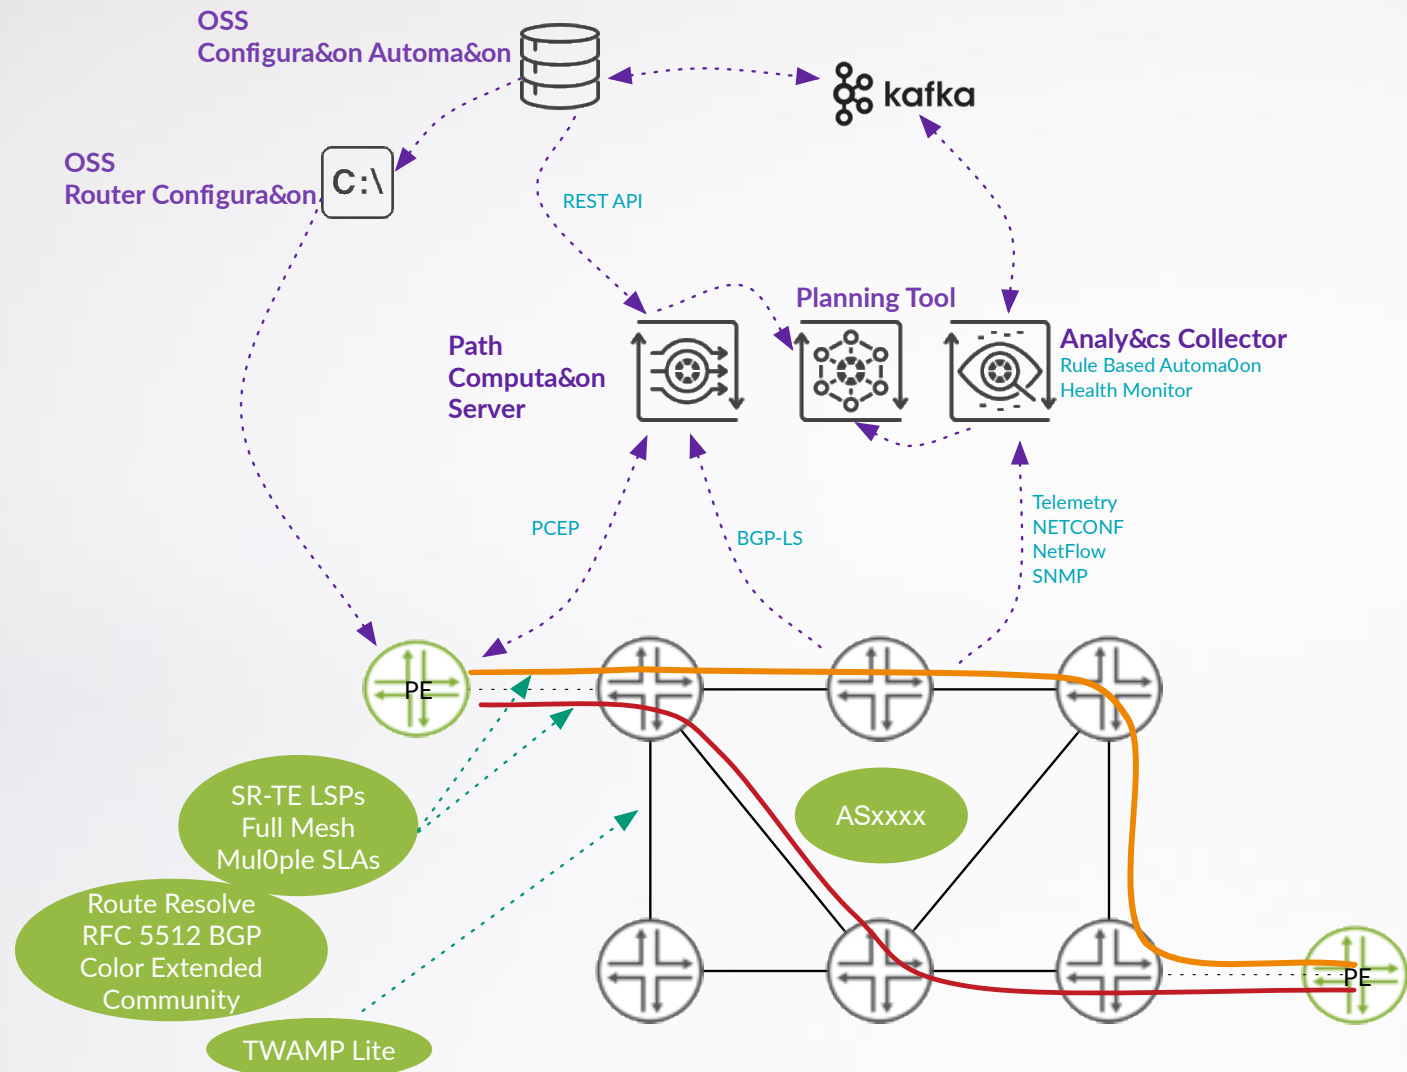 OSS
Configura&on Automa&on
kafka
OSS
Router Configura&on
C:\
REST API
Planning Tool
Path
Computa&on
Server
Analy&cs Collector
Rule Based Automa0on
Health Monitor
PCEP
BGP-LS
Telemetry
NETCONF
NetFlow
SNMP
PE
SR-TE LSPs
Full Mesh
Mul0ple SLAs
ASxxxx
Route Resolve
RFC 5512 BGP
Color Extended
Community
PE
TWAMP Lite